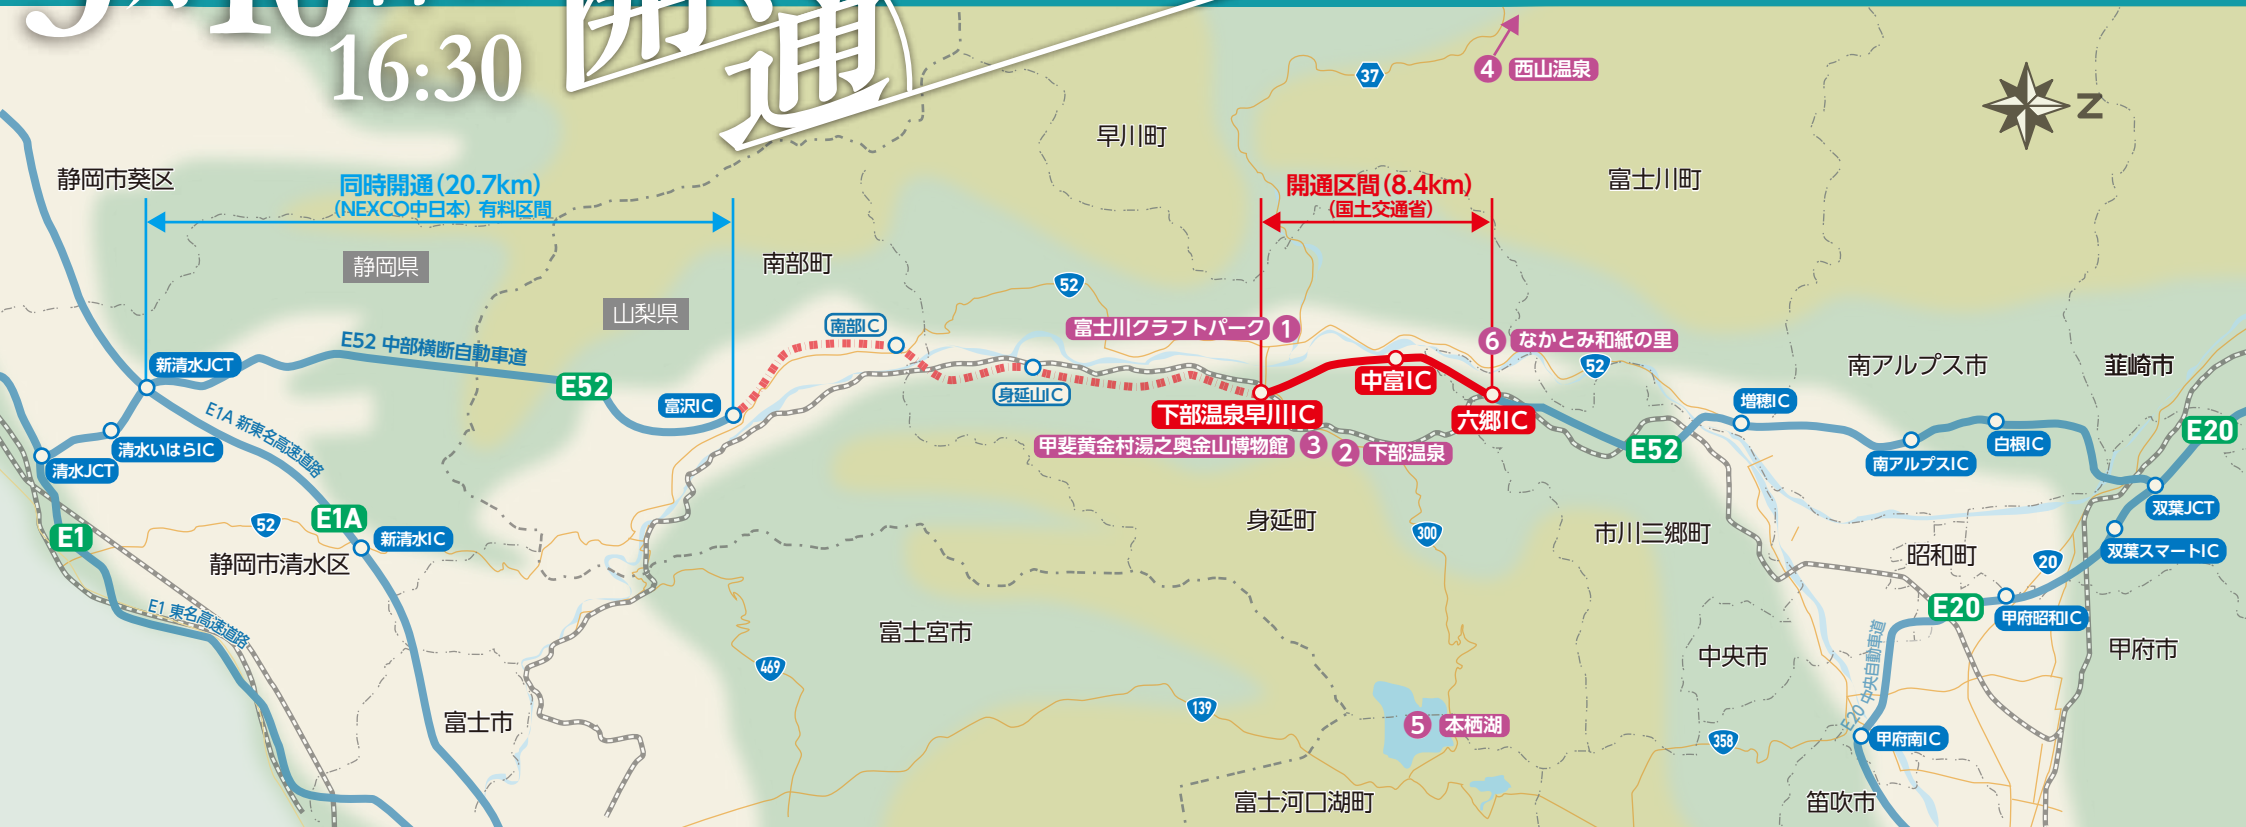 16:30
開通
静岡市葵区
同時開通(20.7km)
(NEXCO中日本) 有料区間
静岡県
山梨県
南部町
早川町
37
4 西山温泉
開通区間(8.4km)
(国土交通省)
富士川町
N
新清水JCT
E52 中部横断自動車道
E52
富沢IC
南部IC
52
身延山IC
富士川クラフトパーク 1
下部温泉早川IC
中富IC
六郷IC
6 なかとみ和紙の里
52
甲斐黄金村湯之奥金山博物館 3
2 下部温泉
E52
増穂IC
南アルプス市
南アルプスIC
白根IC
韮崎市
E20
双葉JCT
双葉スマートIC
清水いはらIC
清水JCT
E1A 新東名高速道路
E1
52
E1A
新清水IC
静岡市清水区
E1 東名高速道路
富士市
469
富士宮市
139
身延町
300
市川三郷町
昭和町
20
E20
甲府昭和IC
甲府市
中央市
E20 中央自動車道
5 本栖湖
358
甲府南IC
富士河口湖町
笛吹市